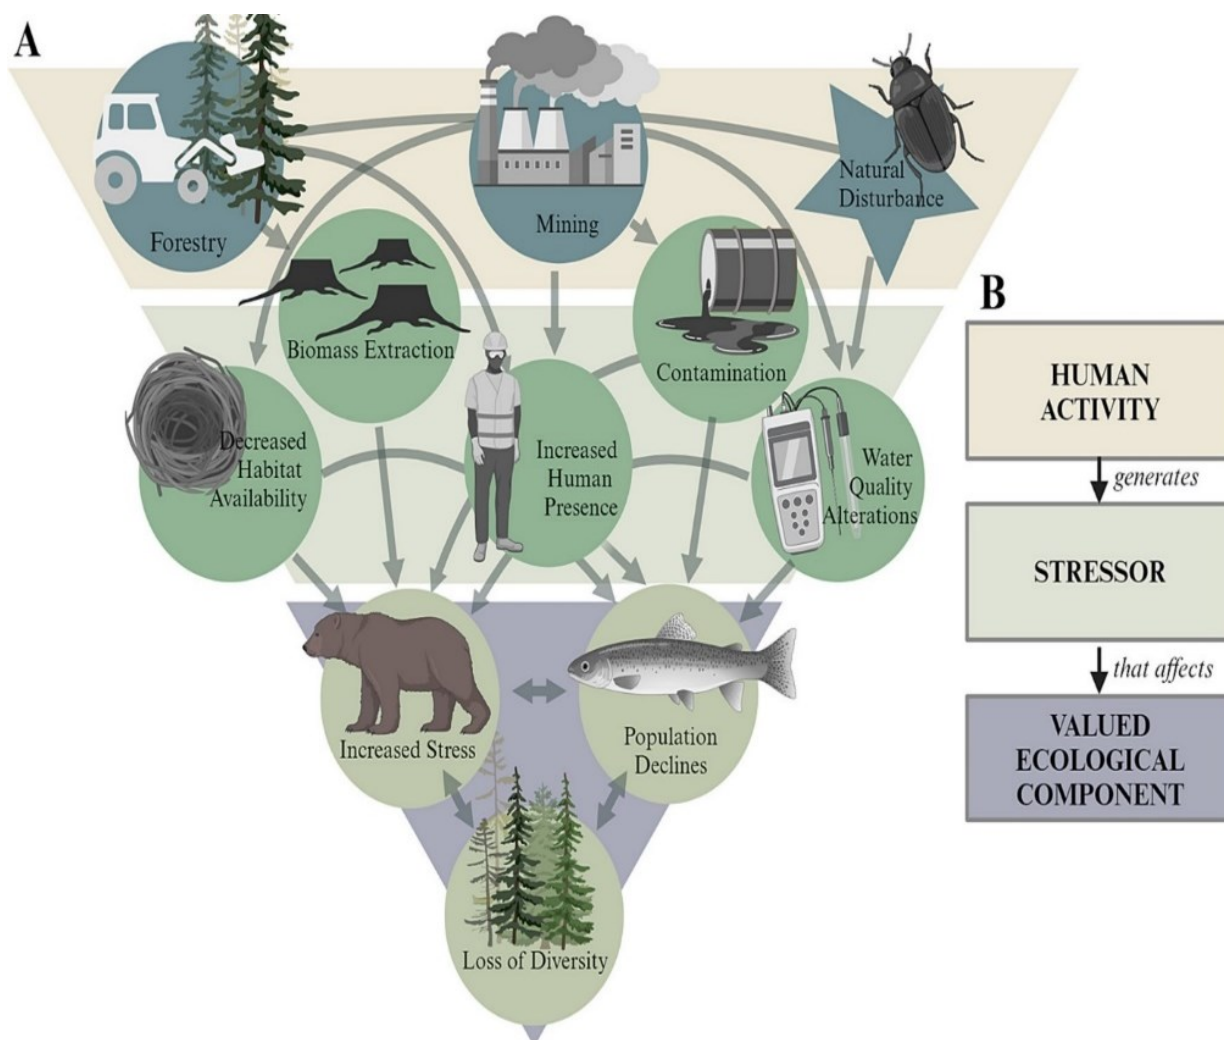 A
Natural
Disturbance
Forestry
Mining
Biomass Extraction
Contamination
Decreased
Habitat
Availability
Increased
Human
Presence
Water
Quality
Alterations
Increased Stress
Population
Declines
Loss of Diversity
B
HUMAN
ACTIVITY
generates
STRESSOR
that affects
VALUED
ECOLOGICAL
COMPONENT